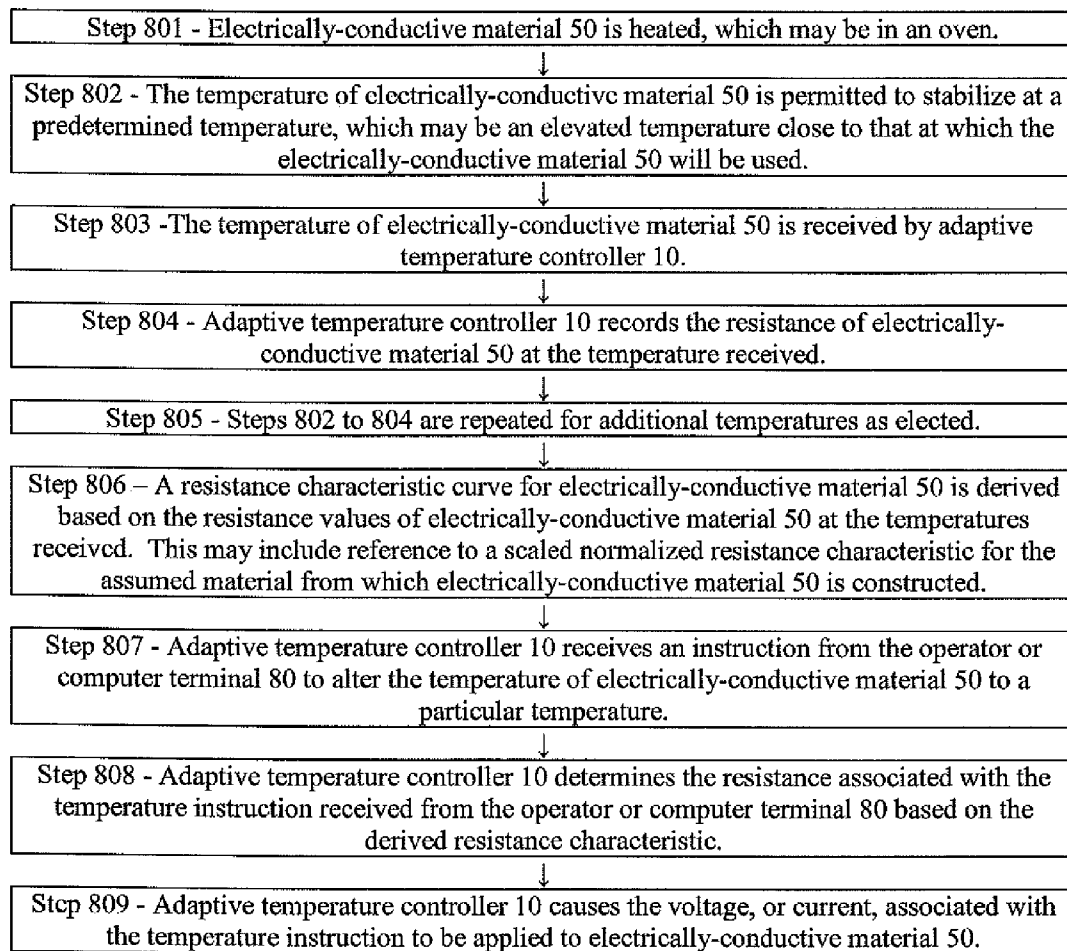 Step 801 - Electrically-conductive material 50 is heated, which may be in an oven.
↓
Step 802 - The temperature of electrically-conductive material 50 is permitted to stabilize at a
predetermined temperature, which may be an elevated temperature close to that at which the
electrically-conductive material 50 will be used.
↓
Step 803 -The temperature of electrically-conductive material 50 is received by adaptive
temperature controller 10.
↓
Step 804 - Adaptive temperature controller 10 records the resistance of electrically-
conductive material 50 at the temperature received.
↓
Step 805 - Steps 802 to 804 are repeated for additional temperatures as elected.
↓
Step 806 – A resistance characteristic curve for electrically-conductive material 50 is derived
based on the resistance values of electrically-conductive material 50 at the temperatures
received. This may include reference to a scaled normalized resistance characteristic for the
assumed material from which electrically-conductive material 50 is constructed.
↓
Step 807 - Adaptive temperature controller 10 receives an instruction from the operator or
computer terminal 80 to alter the temperature of electrically-conductive material 50 to a
particular temperature.
↓
Step 808 - Adaptive temperature controller 10 determines the resistance associated with the
temperature instruction received from the operator or computer terminal 80 based on the
derived resistance characteristic.
↓
Step 809 - Adaptive temperature controller 10 causes the voltage, or current, associated with
the temperature instruction to be applied to electrically-conductive material 50.